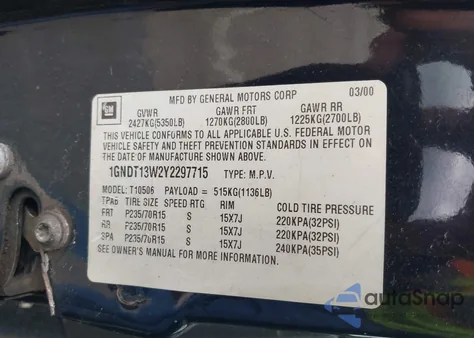 GM
MFD BY GENERAL MOTORS CORP 03/00
GVWR GAWR FRT GAWR RR
2427KG(5350LB) 1270KG(2800LB) 1225KG(2700LB)
THIS VEHICLE CONFORMS TO ALL APPLICABLE U.S. FEDERAL MOTOR
VEHICLE SAFETY AND THEFT PREVENTION STANDARDS IN EFFECT ON
THE DATE OF MANUFACTURE SHOWN ABOVE.
1GNDT13W2Y2297715 TYPE: M.P.V.
MODEL: T10506 PAYLOAD = 515KG(1136LB)
TIRE SIZE SPEED RTG RIM COLD TIRE PRESSURE
FRT P235/70R15 S 15X7J 220KPA(32PSI)
RR P235/70R15 S 15X7J 220KPA(32PSI)
SPA P235/70R15 S 15X7J 240KPA(35PSI)
SEE OWNER'S MANUAL FOR MORE INFORMATION.
autoSnap